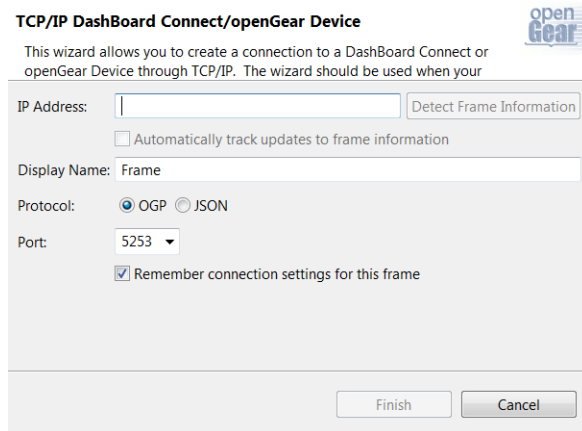 TCP/IP DashBoard Connect/openGear Device
open
Gear
This wizard allows you to create a connection to a DashBoard Connect or
openGear Device through TCP/IP. The wizard should be used when your
IP Address:
Detect Frame Information
Automatically track updates to frame information
Display Name: Frame
Protocol: OGP JSON
Port: 5253
Remember connection settings for this frame
Finish Cancel